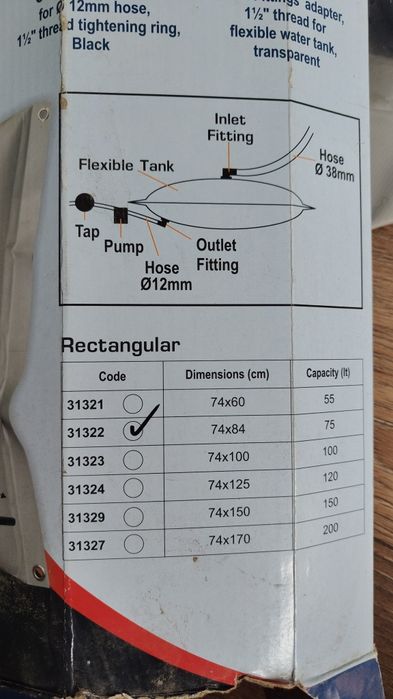 for Ø 12mm hose,
1½" thread tightening ring,
Black
adapter,
1½" thread for
flexible water tank,
transparent
Inlet
Fitting
Hose
Ø 38mm
Flexible Tank
Tap
Pump
Hose
Ø12mm
Outlet
Fitting
Rectangular
Code Dimensions (cm) Capacity (lt)
31321 74x60 55
31322 74x84 75
31323 74x100 100
31324 74x125 120
31329 74x150 150
31327 74x170 200